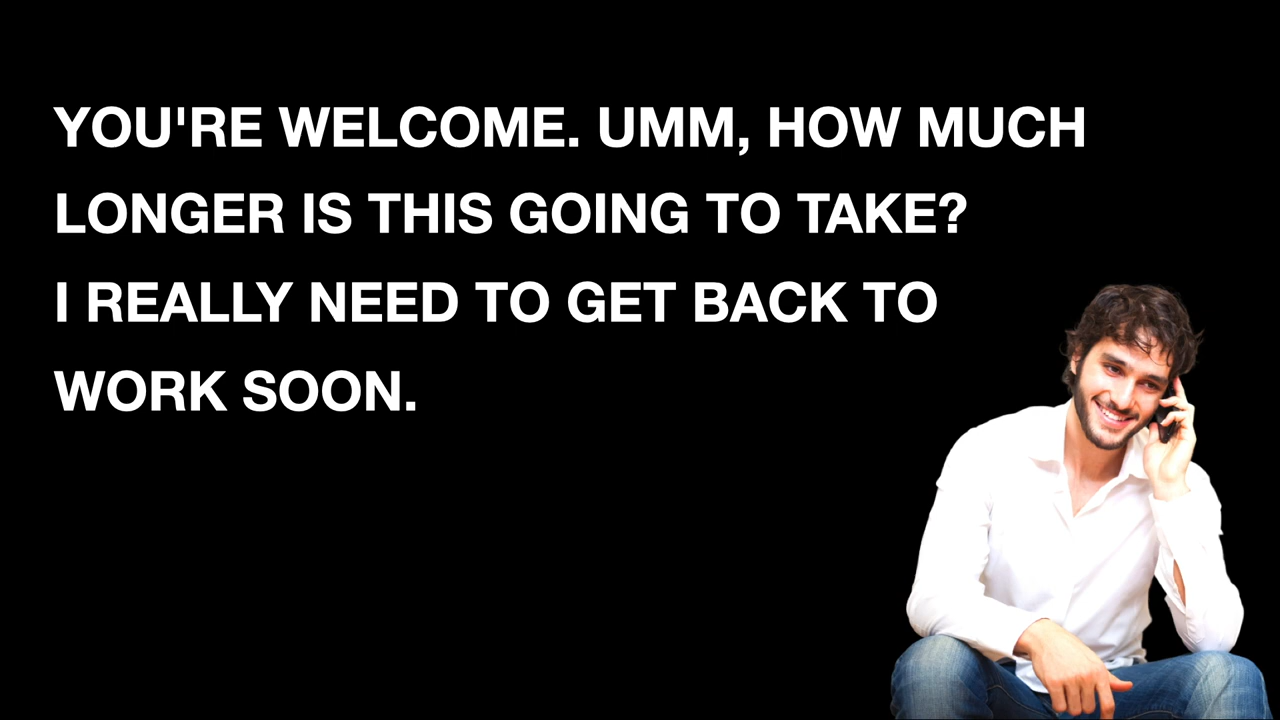 YOU'RE WELCOME. UMM, HOW MUCH
LONGER IS THIS GOING TO TAKE?
I REALLY NEED TO GET BACK TO
WORK SOON.